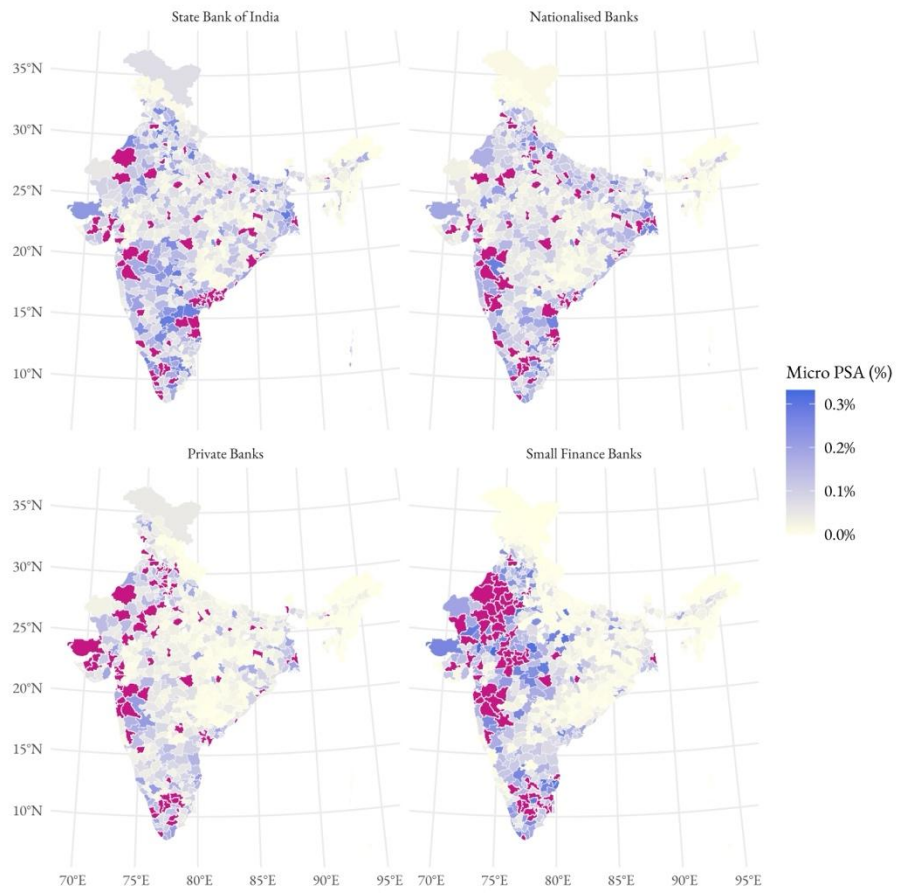 State Bank of India
Nationalised Banks
35°N
30°N
25°N
20°N
15°N
10°N
Micro PSA (%)
0.3%
0.2%
0.1%
0.0%
Private Banks
Small Finance Banks
35°N
30°N
25°N
20°N
15°N
10°N
70°E 75°E 80°E 85°E 90°E 95°E 70°E 75°E 80°E 85°E 90°E 95°E